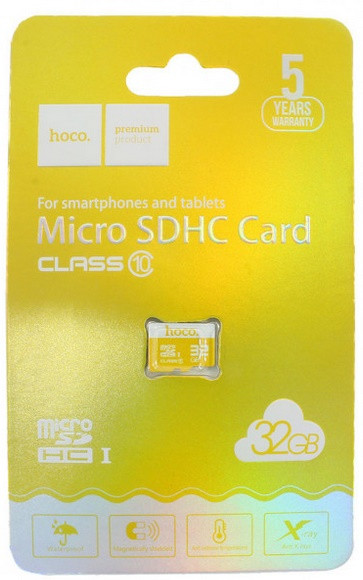 5
YEARS
WARRANTY
hoco.
premium
product
For smartphones and tablets
Micro SDHC Card
CLASS 10
hoco.
micro
SD
HC I
32GB
X-ray